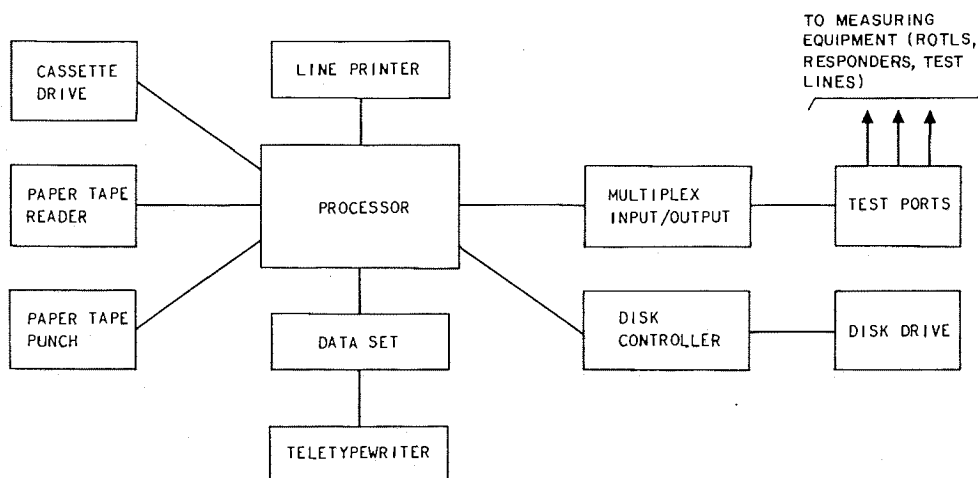 TO MEASURING
EQUIPMENT (ROTLS,
RESPONDERS, TEST
LINES)
CASSETTE
DRIVE
LINE PRINTER
PAPER TAPE
READER
PROCESSOR
MULTIPLEX
INPUT/OUTPUT
TEST PORTS
PAPER TAPE
PUNCH
DATA SET
DISK
CONTROLLER
DISK DRIVE
TELETYPEWRITER